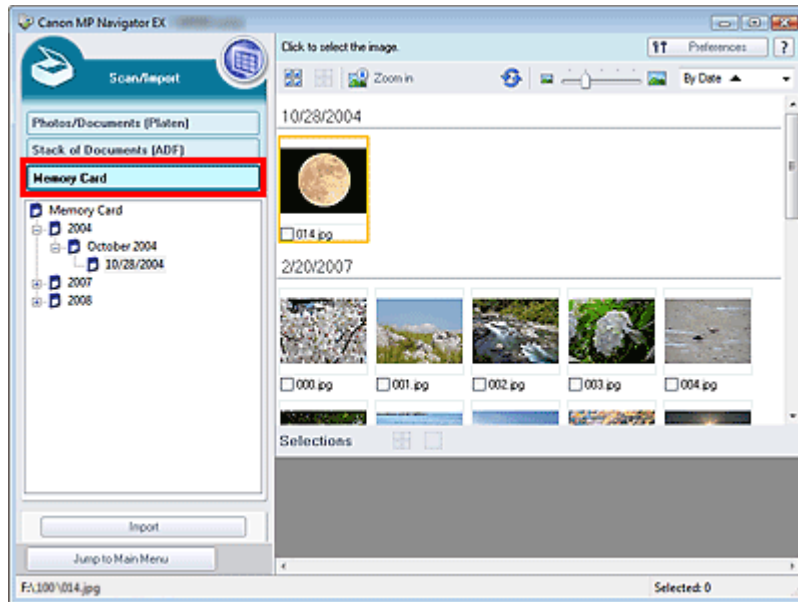 Canon MP Navigator EX
Scan/Import
Photos/Documents (Platen)
Stack of Documents (ADF)
Memory Card
Memory Card
2004
October 2004
10/28/2004
2007
2008
Import
Jump to Main Menu
Click to select the image.
Preferences
?
Zoom in
By Date
10/28/2004
014.jpg
2/20/2007
000.jpg
001.jpg
002.jpg
003.jpg
004.jpg
Selections
F:\100 \014.jpg
Selected: 0